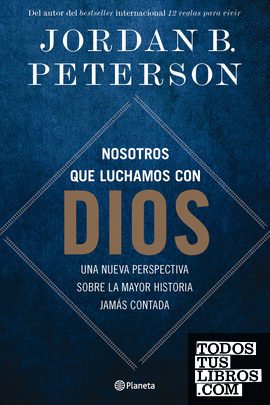 Del autor del bestseller internacional 12 reglas para vivir
JORDAN B.
PETERSON
NOSOTROS
QUE LUCHAMOS CON
DIOS
UNA NUEVA PERSPECTIVA
SOBRE LA MAYOR HISTORIA
JAMÁS CONTADA
Planeta
TODOS
TUS
LIBROS.